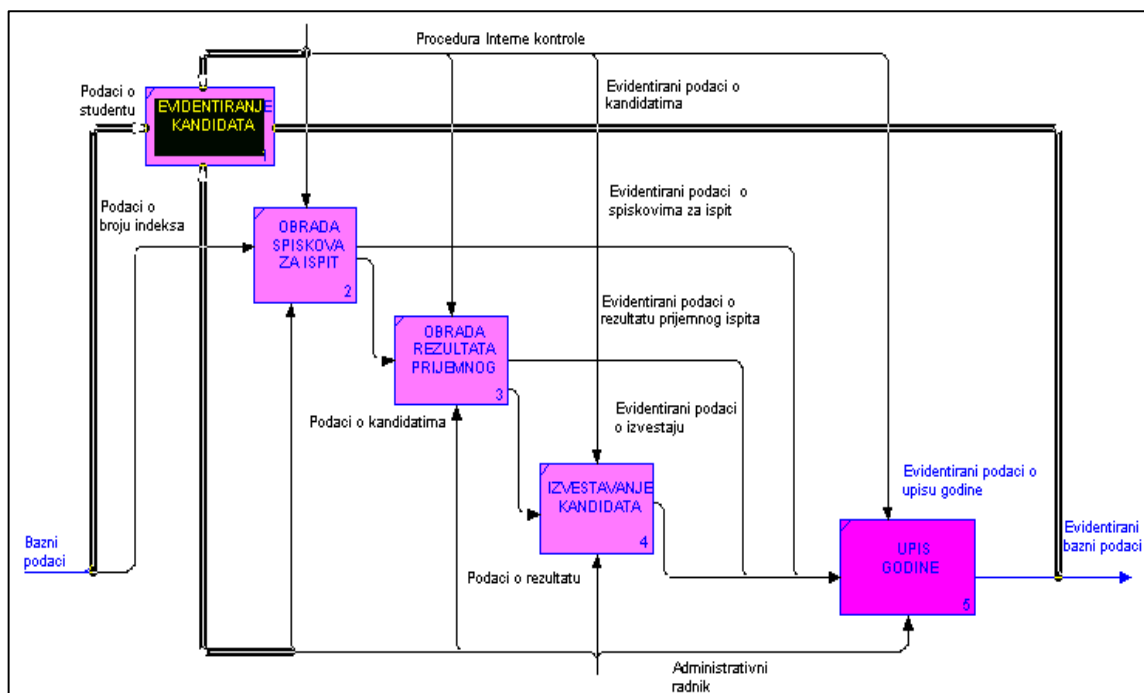 Procedura Interne kontrole
Podaci o
studentu
EVIDENTIRANJE
KANDIDATA
1
Evidentirani podaci o
kandidatima
Podaci o
broju indeksa
Evidentirani podaci o
spiskovima za ispit
OBRADA
SPISKOVA
ZA ISPIT
2
Evidentirani podaci o
rezultatu prijemnog ispita
OBRADA
REZULTATA
PRIJEMNOG
3
Podaci o kandidatima
Evidentirani podaci
o izvestaju
IZVESTAVANJE
KANDIDATA
4
Evidentirani podaci o
upisu godine
Bazni
podaci
Evidentirani
bazni podaci
UPIS
GODINE
5
Podaci o rezultatu
Administrativni
radnik